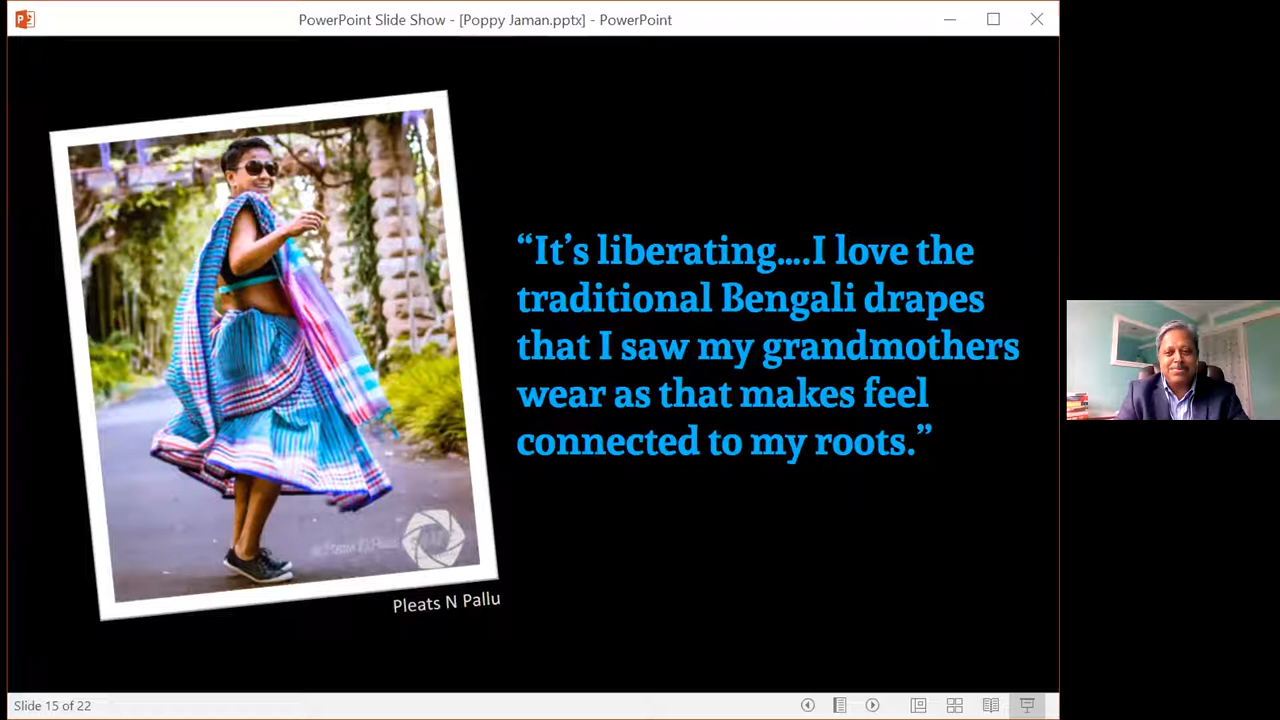 PowerPoint Slide Show - [Poppy Jaman.pptx] - PowerPoint
“It’s liberating….I love the
traditional Bengali drapes
that I saw my grandmothers
wear as that makes feel
connected to my roots.”
Pleats N Pallu
Slide 15 of 22